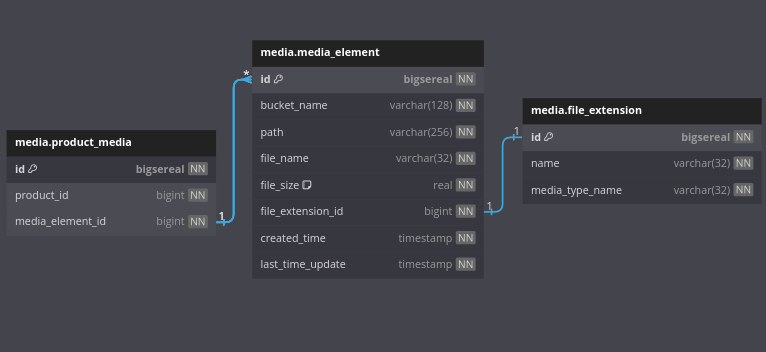 media.product_media
id bigsereal NN
product_id bigint NN
media_element_id bigint NN
1
*
media.media_element
id bigsereal NN
bucket_name varchar(128) NN
path varchar(256) NN
file_name varchar(32) NN
file_size real NN
file_extension_id bigint NN
created_time timestamp NN
last_time_update timestamp NN
1
1
media.file_extension
id bigsereal NN
name varchar(32) NN
media_type_name varchar(32) NN